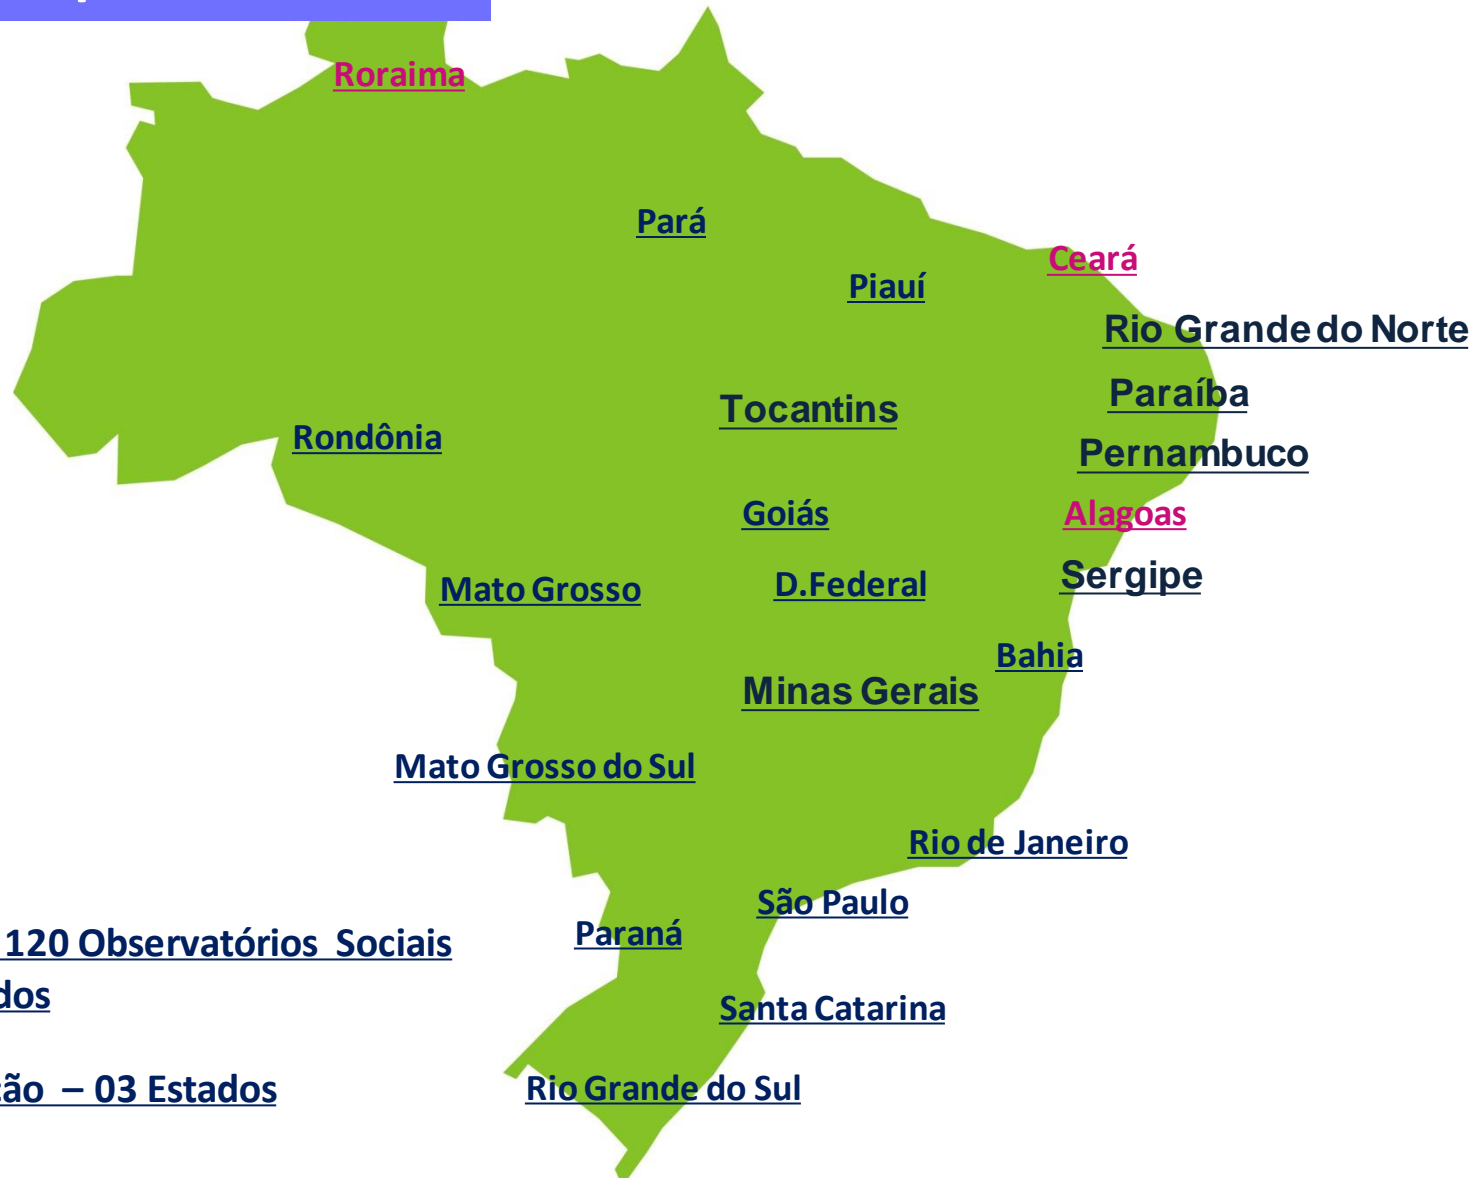 Roraima
Pará
Ceará
Piauí
Rio Grande do Norte
Paraíba
Tocantins
Rondônia
Pernambuco
Goiás
Alagoas
Sergipe
Mato Grosso
D.Federal
Bahia
Minas Gerais
Mato Grosso do Sul
Rio de Janeiro
São Paulo
Paraná
120 Observatórios Sociais
Santa Catarina
– 03 Estados
Rio Grande do Sul